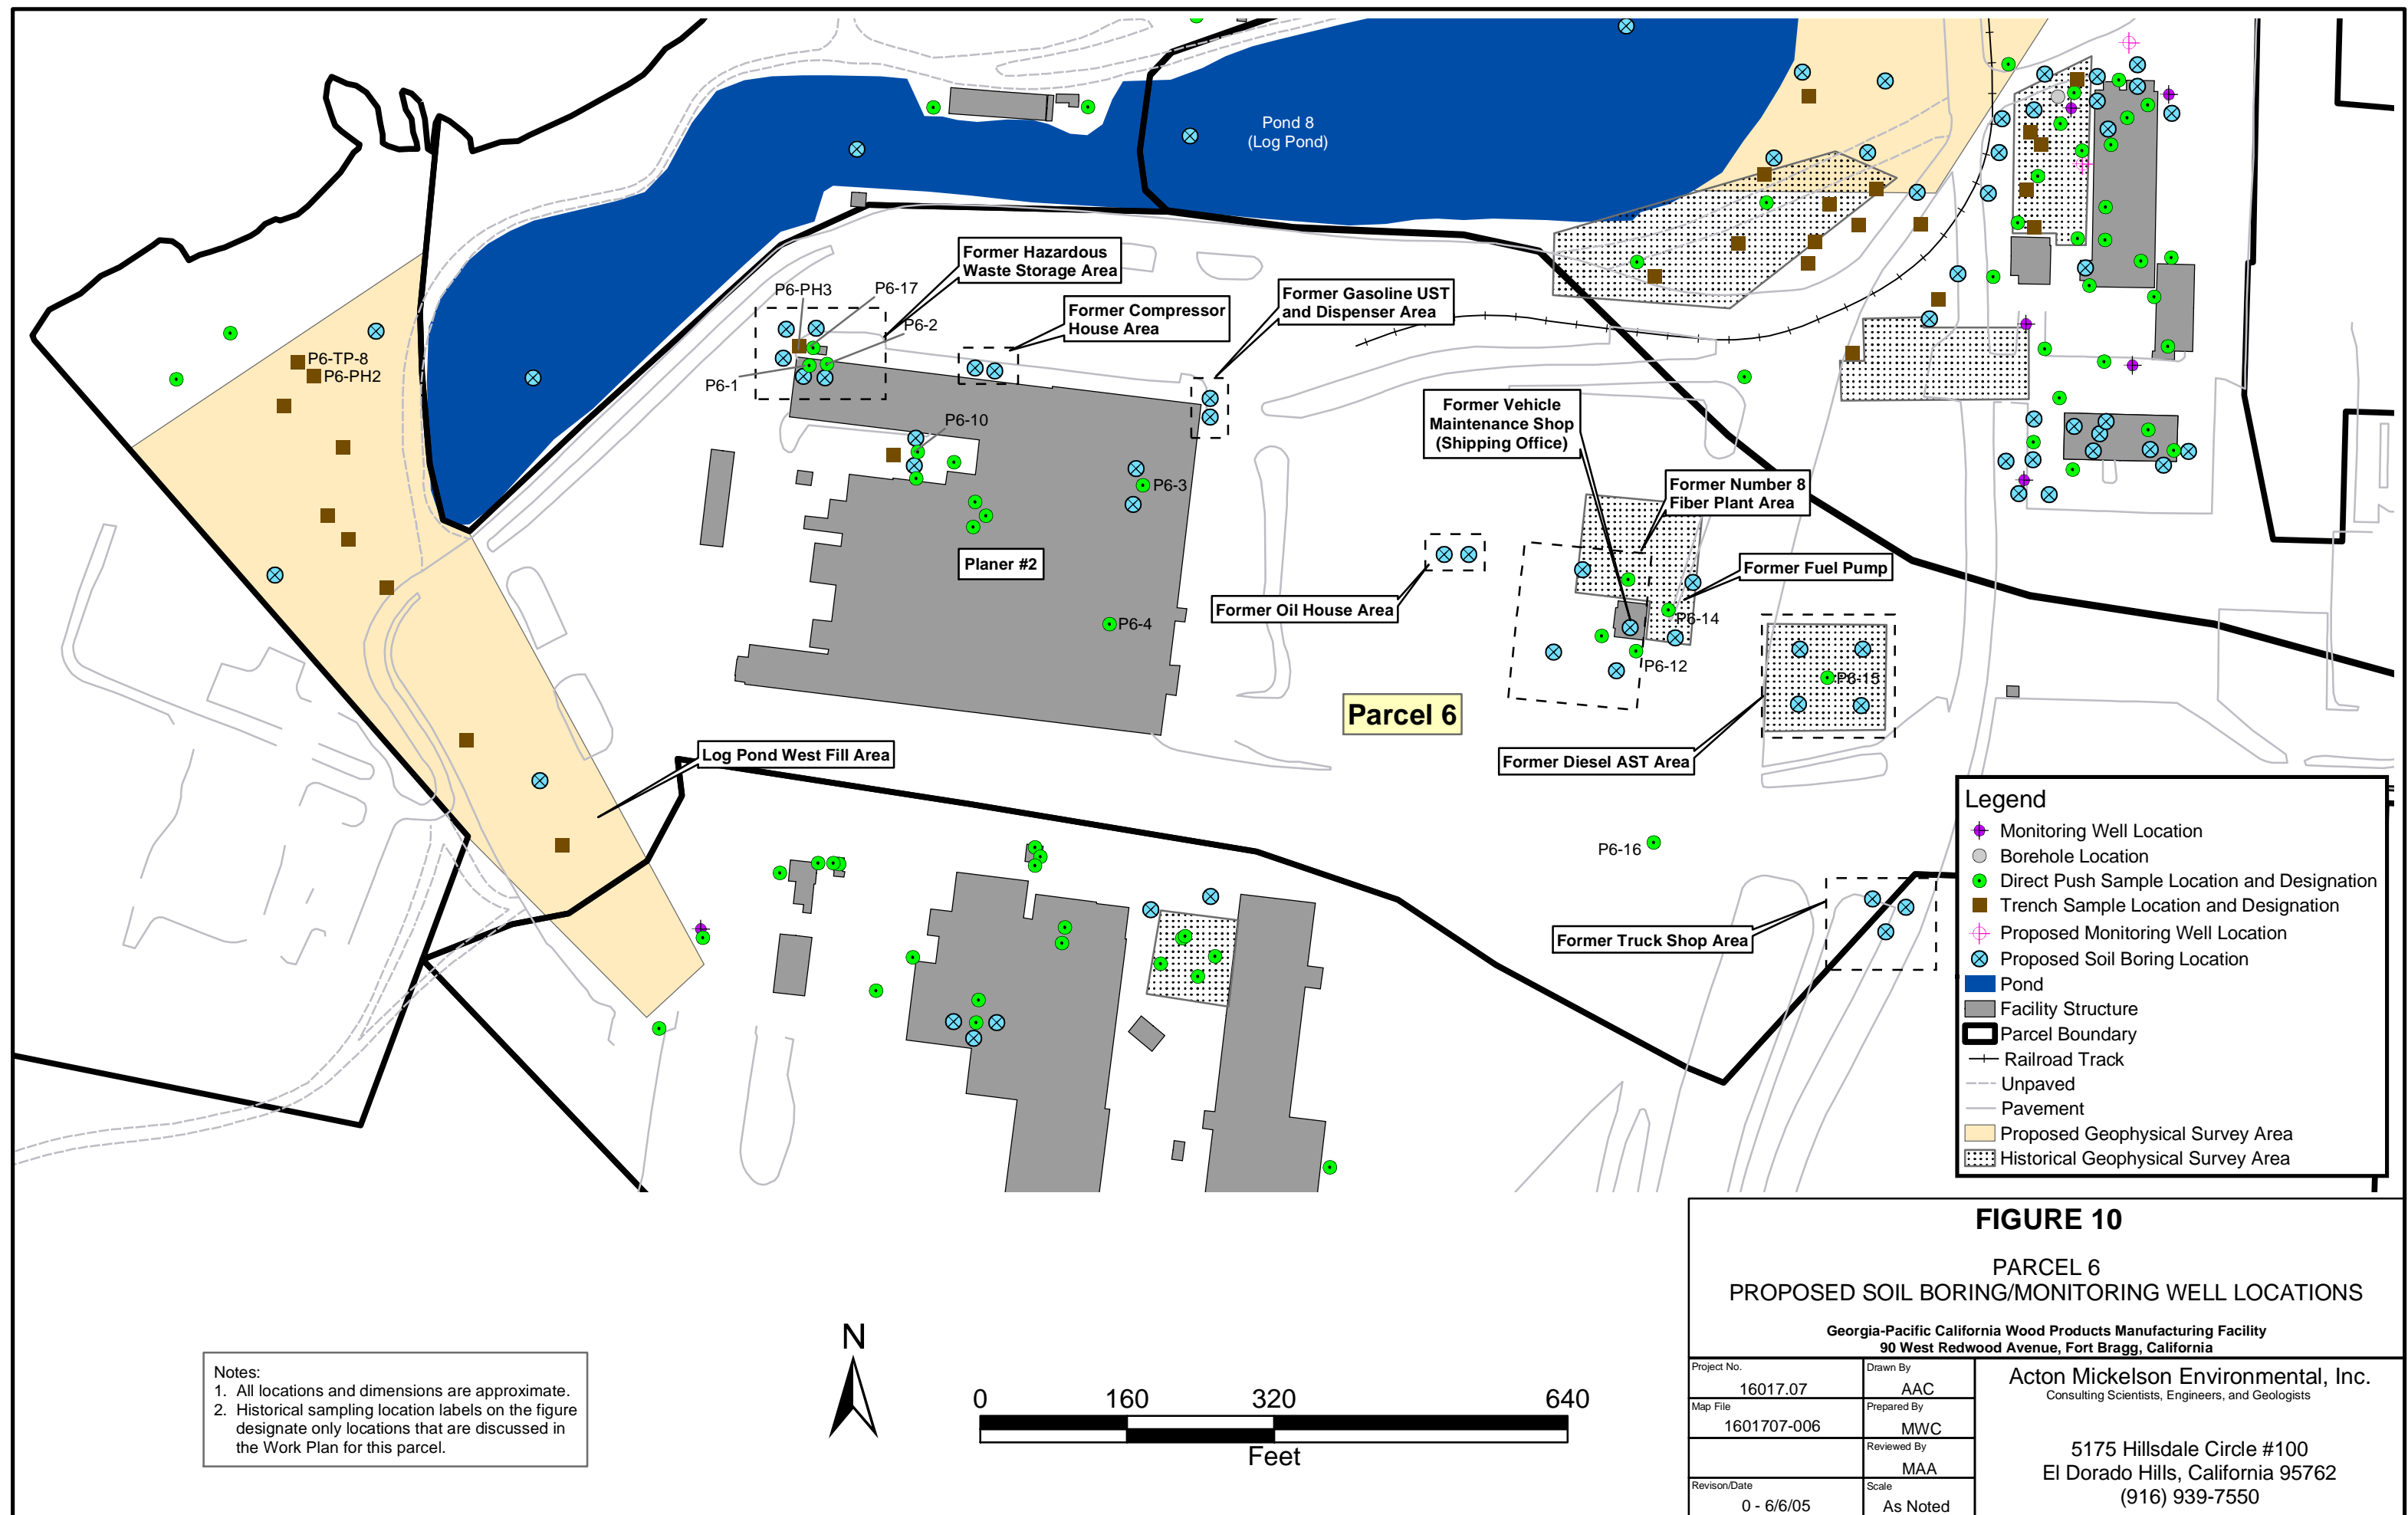 Pond 8
(Log Pond)
Former Hazardous
Waste Storage Area
P6-PH3
P6-17
P6-2
Former Compressor
House Area
Former Gasoline UST
and Dispenser Area
P6-TP-8
P6-PH2
P6-1
P6-10
Former Vehicle
Maintenance Shop
(Shipping Office)
P6-3
Former Number 8
Fiber Plant Area
Planer #2
Former Fuel Pump
Former Oil House Area
P6-4
P6-14
P6-12
P6-15
Parcel 6
Log Pond West Fill Area
Former Diesel AST Area
P6-16
Former Truck Shop Area
Legend
Monitoring Well Location
Borehole Location
Direct Push Sample Location and Designation
Trench Sample Location and Designation
Proposed Monitoring Well Location
Proposed Soil Boring Location
Pond
Facility Structure
Parcel Boundary
Railroad Track
Unpaved
Pavement
Proposed Geophysical Survey Area
Historical Geophysical Survey Area
Notes:
1. All locations and dimensions are approximate.
2. Historical sampling location labels on the figure
designate only locations that are discussed in
the Work Plan for this parcel.
N
0 160 320 640
Feet
FIGURE 10
PARCEL 6
PROPOSED SOIL BORING/MONITORING WELL LOCATIONS
Georgia-Pacific California Wood Products Manufacturing Facility
90 West Redwood Avenue, Fort Bragg, California
Project No.
16017.07
Drawn By
AAC
Map File
1601707-006
Prepared By
MWC
Reviewed By
MAA
Revison/Date
0 - 6/6/05
Scale
As Noted
Acton Mickelson Environmental, Inc.
Consulting Scientists, Engineers, and Geologists
5175 Hillsdale Circle #100
El Dorado Hills, California 95762
(916) 939-7550